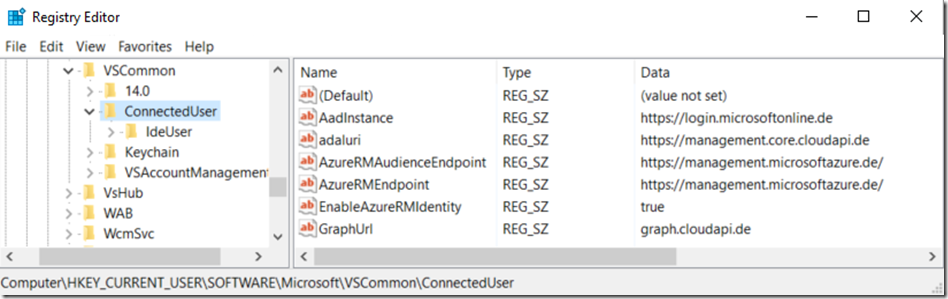 Registry Editor
File Edit View Favorites Help
VSCommon
14.0
ConnectedUser
IdeUser
Keychain
VSAccountManagement
VsHub
WAB
WcmSvc
Name Type Data
(Default) REG_SZ (value not set)
AadInstance REG_SZ https://login.microsoftonline.de
adaluri REG_SZ https://management.core.cloudapi.de
AzureRMAudienceEndpoint REG_SZ https://management.microsoftazure.de/
AzureRMEndpoint REG_SZ https://management.microsoftazure.de/
EnableAzureRMIdentity REG_SZ true
GraphUrl REG_SZ graph.cloudapi.de
Computer\HKEY_CURRENT_USER\SOFTWARE\Microsoft\VSCommon\ConnectedUser